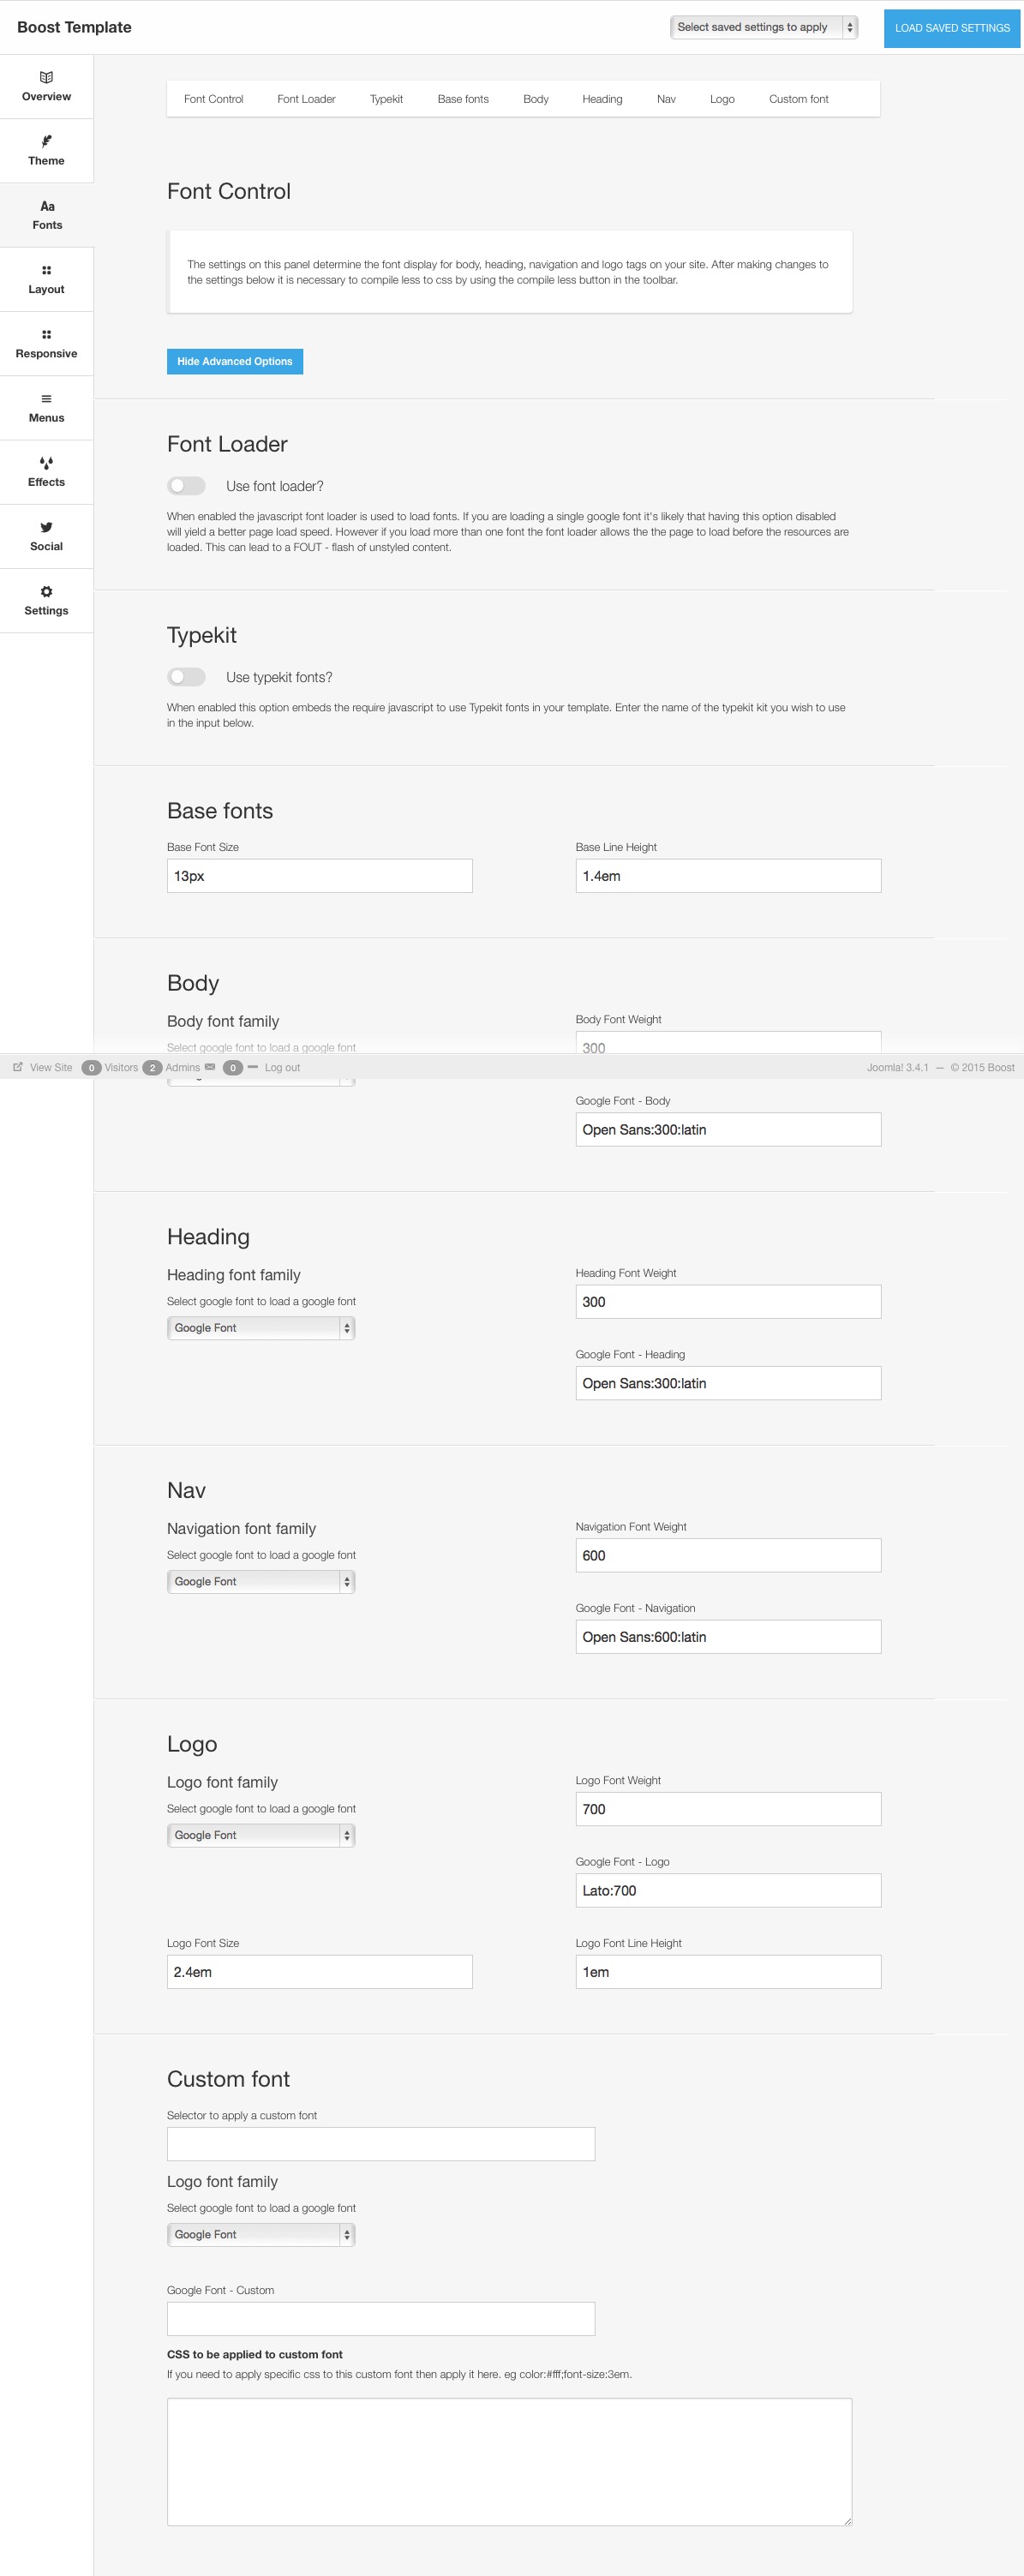 Boost Template
Select saved settings to apply
LOAD SAVED SETTINGS
Overview
Theme
Aa
Fonts
Layout
Responsive
Menus
Effects
Social
Settings
Font Control Font Loader Typekit Base fonts Body Heading Nav Logo Custom font
Font Control
The settings on this panel determine the font display for body, heading, navigation and logo tags on your site. After making changes to
the settings below it is necessary to compile less to css by using the compile less button in the toolbar.
Hide Advanced Options
Font Loader
Use font loader?
When enabled the javascript font loader is used to load fonts. If you are loading a single google font it's likely that having this option disabled
will yield a better page load speed. However if you load more than one font the font loader allows the the page to load before the resources are
loaded. This can lead to a FOUT - flash of unstyled content.
Typekit
Use typekit fonts?
When enabled this option embeds the require javascript to use Typekit fonts in your template. Enter the name of the typekit kit you wish to use
in the input below.
Base fonts
Base Font Size
13px
Base Line Height
1.4em
Body
Body font family
Select google font to load a google font
Body Font Weight
300
View Site 0 Visitors 2 Admins 0 Log out
Joomla! 3.4.1 — © 2015 Boost
Google Font - Body
Open Sans:300:latin
Heading
Heading font family
Select google font to load a google font
Google Font
Heading Font Weight
300
Google Font - Heading
Open Sans:300:latin
Nav
Navigation font family
Select google font to load a google font
Google Font
Navigation Font Weight
600
Google Font - Navigation
Open Sans:600:latin
Logo
Logo font family
Select google font to load a google font
Google Font
Logo Font Weight
700
Google Font - Logo
Lato:700
Logo Font Size
2.4em
Logo Font Line Height
1em
Custom font
Selector to apply a custom font
Logo font family
Select google font to load a google font
Google Font
Google Font - Custom
CSS to be applied to custom font
If you need to apply specific css to this custom font then apply it here. eg color:#fff;font-size:3em.